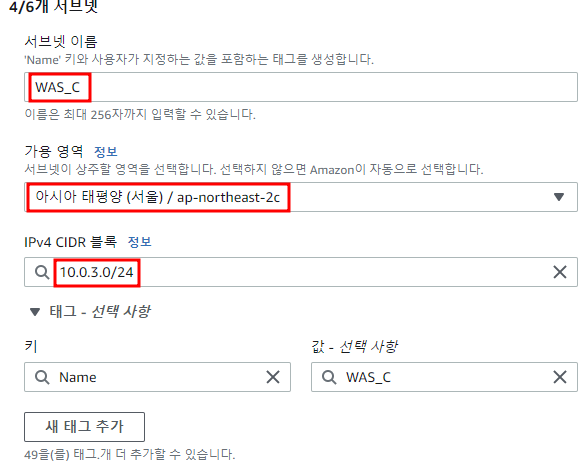 4/6개 서브넷
서브넷 이름
'Name' 키와 사용자가 지정하는 값을 포함하는 태그를 생성합니다.
WAS_C
이름은 최대 256자까지 입력할 수 있습니다.
가용 영역 정보
서브넷이 상주할 영역을 선택합니다. 선택하지 않으면 Amazon이 자동으로 선택합니다.
아시아 태평양 (서울) / ap-northeast-2c
IPv4 CIDR 블록 정보
10.0.3.0/24
태그 - 선택 사항
키 값 - 선택 사항
Name WAS_C
새 태그 추가
49을(를) 태그.개 더 추가할 수 있습니다.